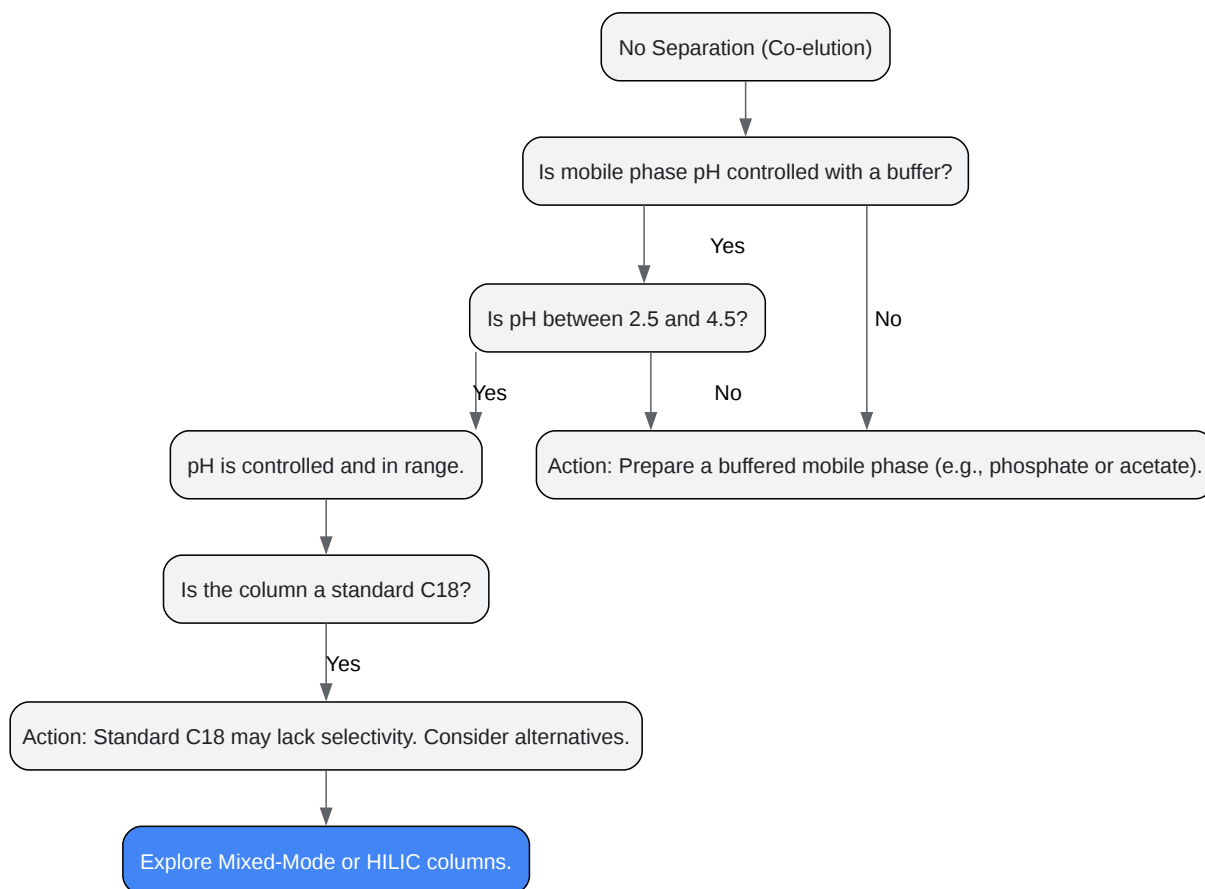 No Separation (Co-elution)
Is mobile phase pH controlled with a buffer?
Yes
Is pH between 2.5 and 4.5?
No
Yes
No
pH is controlled and in range.
Action: Prepare a buffered mobile phase (e.g., phosphate or acetate).
Is the column a standard C18?
Yes
Action: Standard C18 may lack selectivity. Consider alternatives.
Explore Mixed-Mode or HILIC columns.